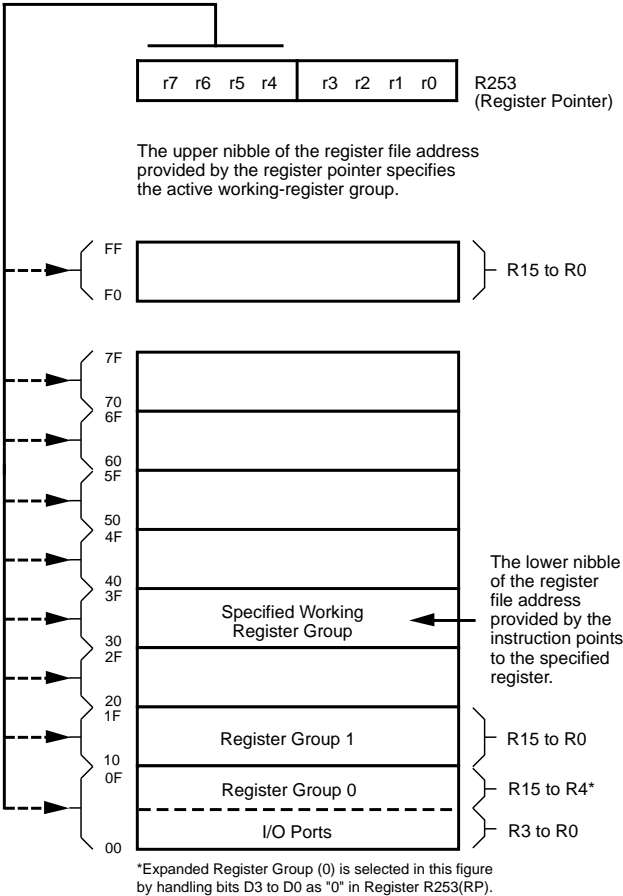 r7 r6 r5 r4 r3 r2 r1 r0 R253
(Register Pointer)
The upper nibble of the register file address
provided by the register pointer specifies
the active working-register group.
FF
R15 to R0
F0
7F
70
6F
60
5F
50
4F
40
3F
Specified Working
Register Group
30
The lower nibble
of the register
file address
provided by the
instruction points
to the specified
register.
2F
20
1F
Register Group 1
R15 to R0
10
0F
Register Group 0
R15 to R4*
I/O Ports
R3 to R0
00
*Expanded Register Group (0) is selected in this figure
by handling bits D3 to D0 as "0" in Register R253(RP).